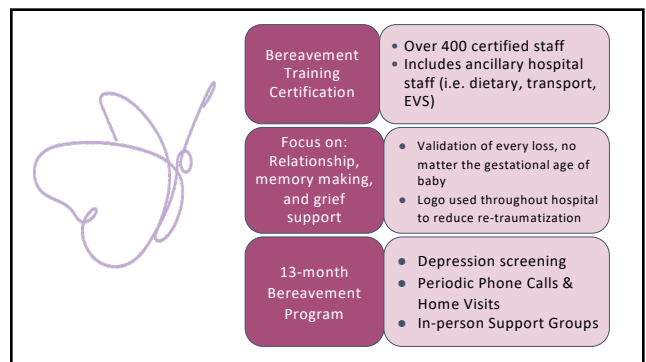 Bereavement
Training
Certification
• Over 400 certified staff
• Includes ancillary hospital
staff (i.e. dietary, transport,
EVS)
Focus on:
Relationship,
memory making,
and grief
support
● Validation of every loss, no
matter the gestational age of
baby
● Logo used throughout hospital
to reduce re-traumatization
13-month
Bereavement
Program
● Depression screening
● Periodic Phone Calls &
Home Visits
● In-person Support Groups